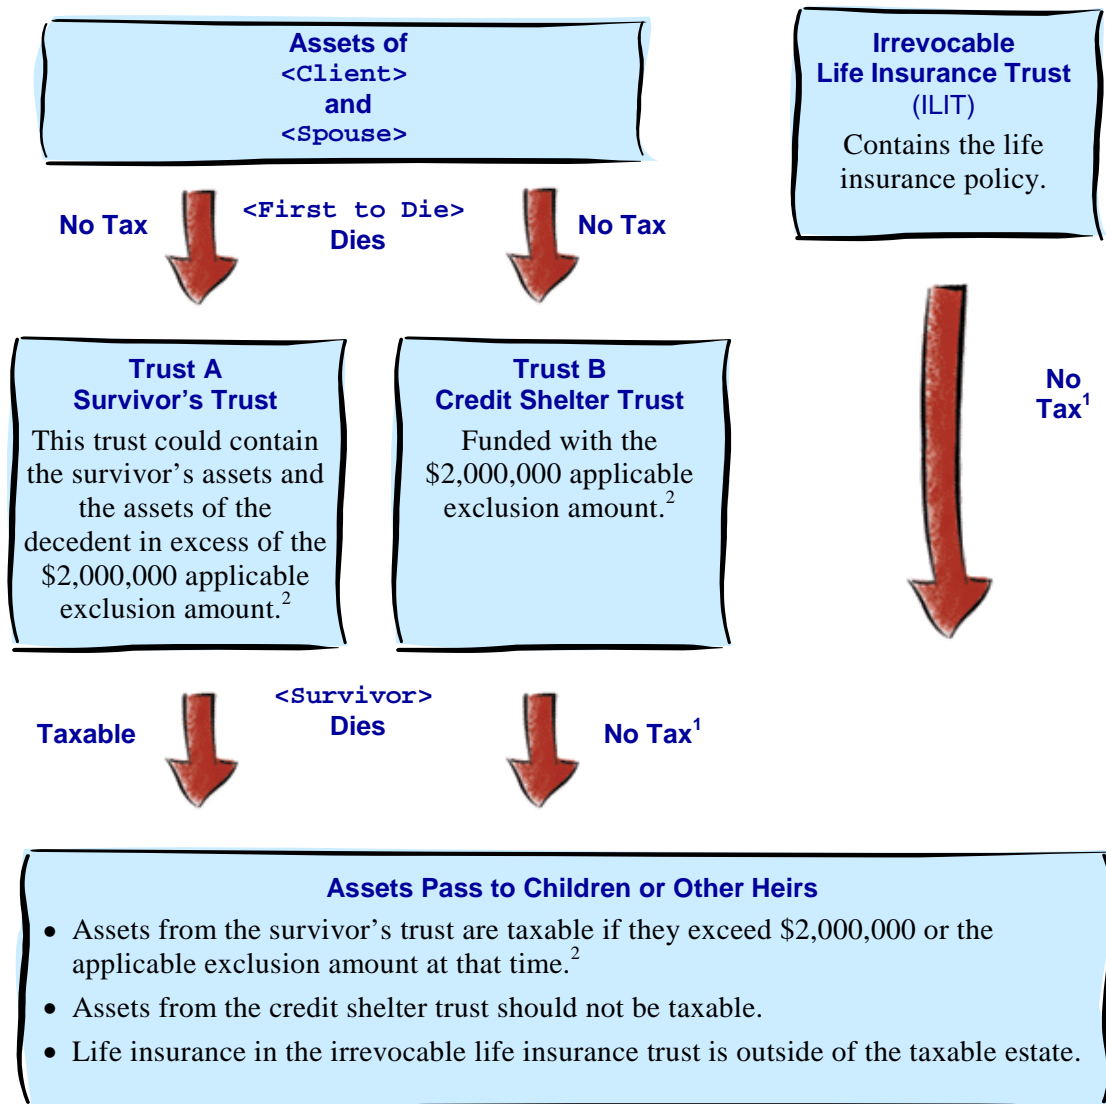 Assets of
<Client>
and
<Spouse>
Irrevocable
Life Insurance Trust
(ILIT)
Contains the life
insurance policy.
No Tax
<First to Die>
Dies
No Tax
Trust A
Survivor’s Trust
This trust could contain
the survivor’s assets and
the assets of the
decedent in excess of the
$2,000,000 applicable
exclusion amount.2
Trust B
Credit Shelter Trust
Funded with the
$2,000,000 applicable
exclusion amount.2
No
Tax1
Taxable
<Survivor>
Dies
No Tax1
Assets Pass to Children or Other Heirs
• Assets from the survivor’s trust are taxable if they exceed $2,000,000 or the
applicable exclusion amount at that time.2
• Assets from the credit shelter trust should not be taxable.
• Life insurance in the irrevocable life insurance trust is outside of the taxable estate.